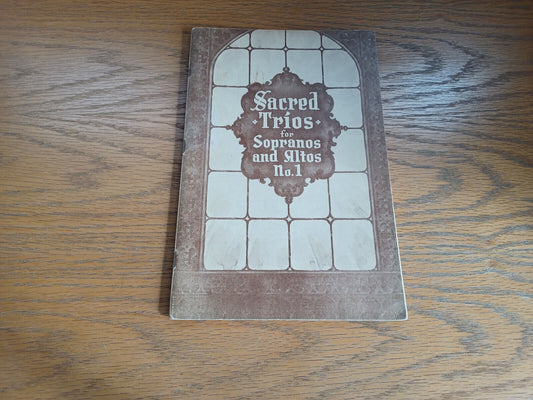 Sacred
Trios
for
Sopranos
and Altos
No.1